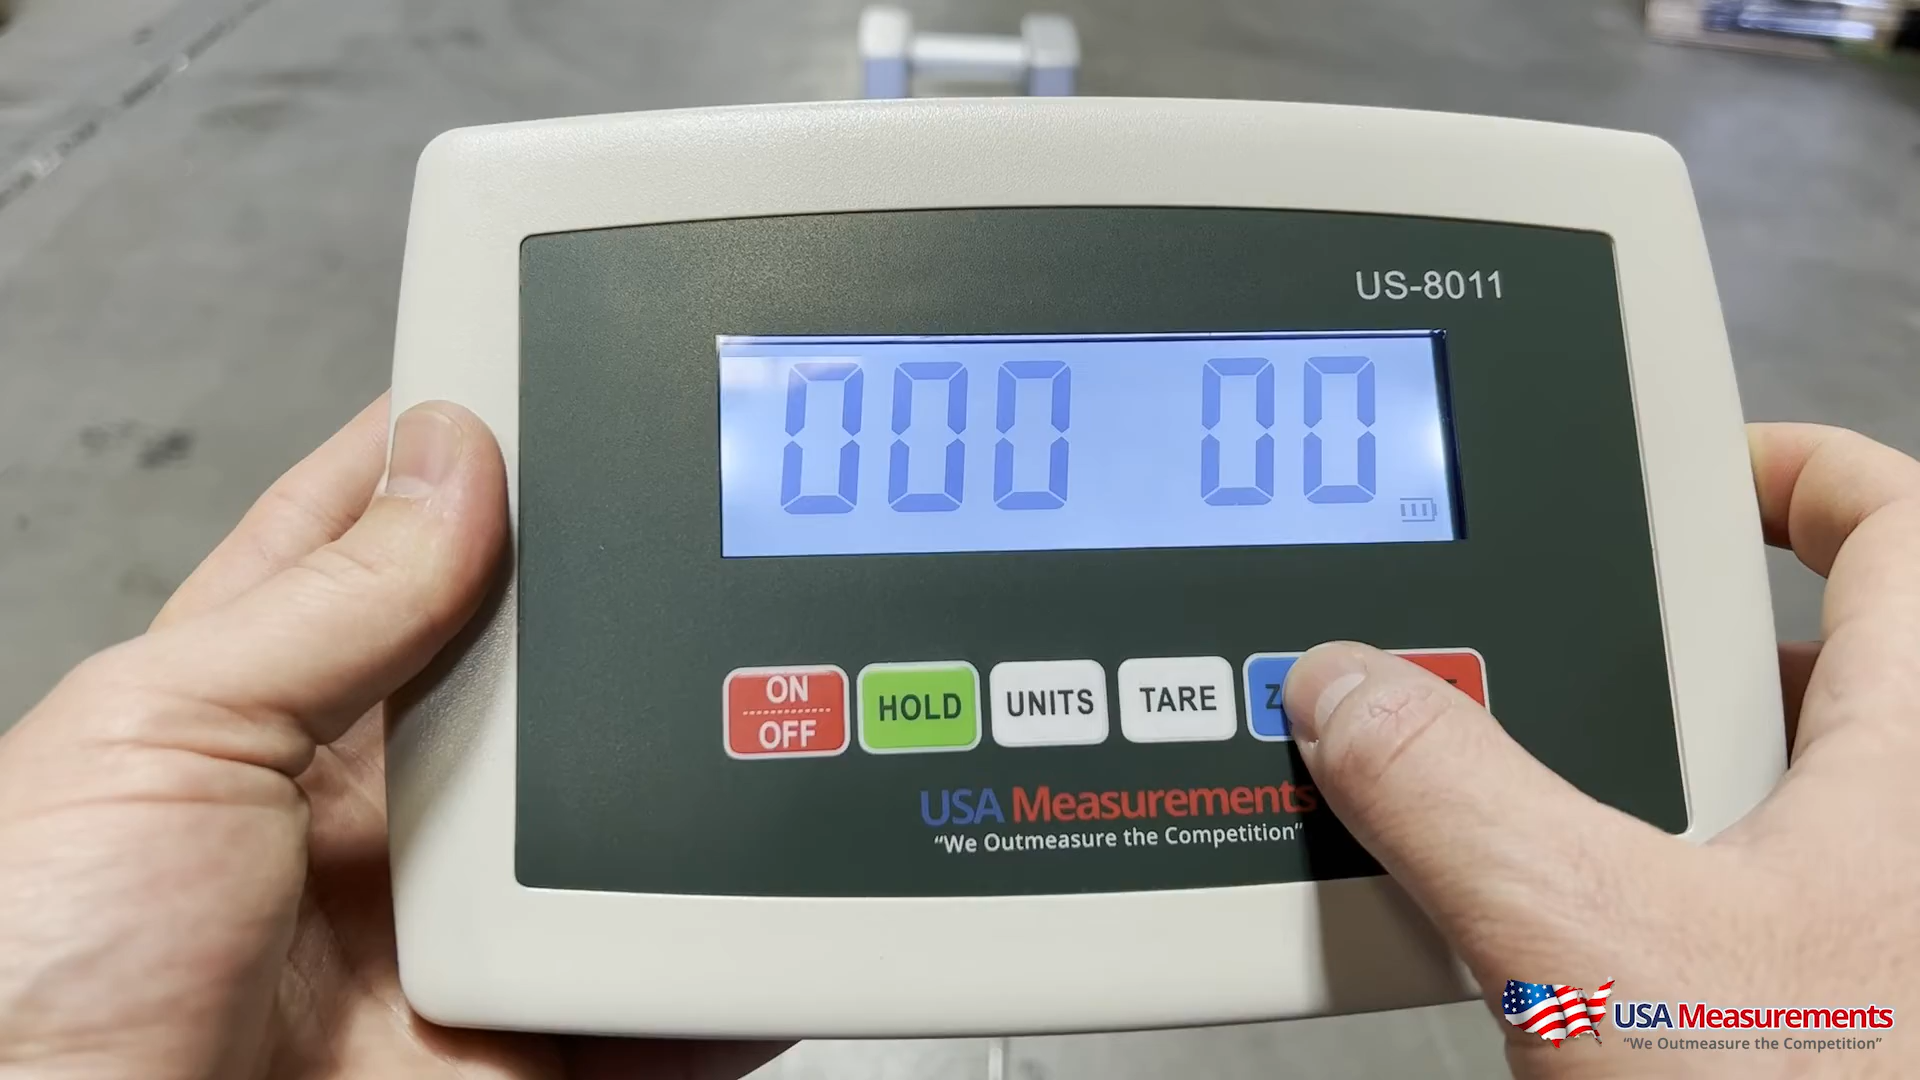 US-8011
000 00
ON
OFF
HOLD
UNITS
TARE
USA Measurements
“We Outmeasure the Competition”
USA Measurements
“We Outmeasure the Competition”